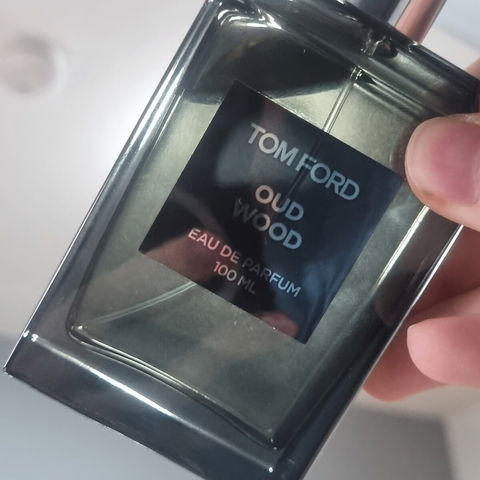 TOM FORD
OUD
WOOD
EAU DE PARFUM
100 ML